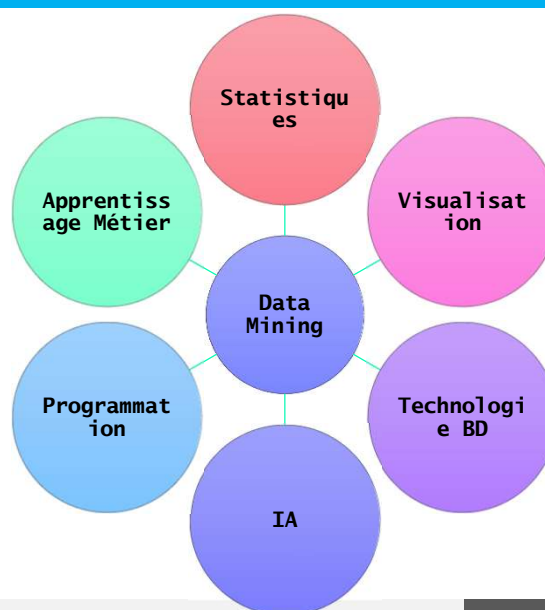 Statistiqu
es
Visualisat
ion
Technologi
e BD
IA
Programmat
ion
Apprentiss
age Métier
Data
Mining